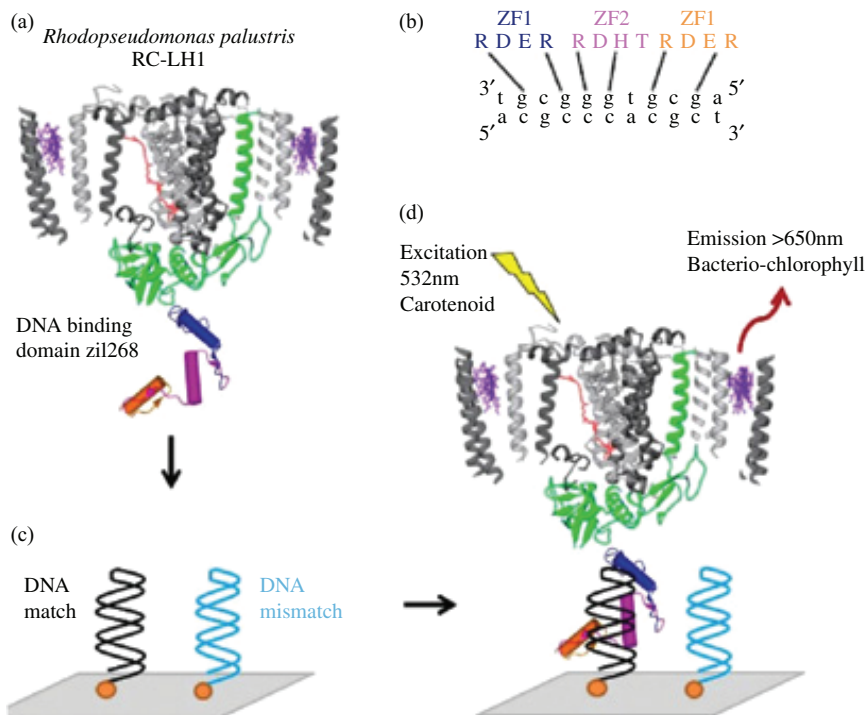 (a)
Rhodopseudomonas palustris
RC-LH1
DNA binding
domain zil268
(b)
ZF1 ZF2 ZF1
R D E R R D H T R D E R
3′ t g c g g g t g c g a 5′
5′ a c g c c c a c g c t 3′
(c)
DNA
match
DNA
mismatch
(d)
Excitation
532nm
Carotenoid
Emission >650nm
Bacterio-chlorophyll